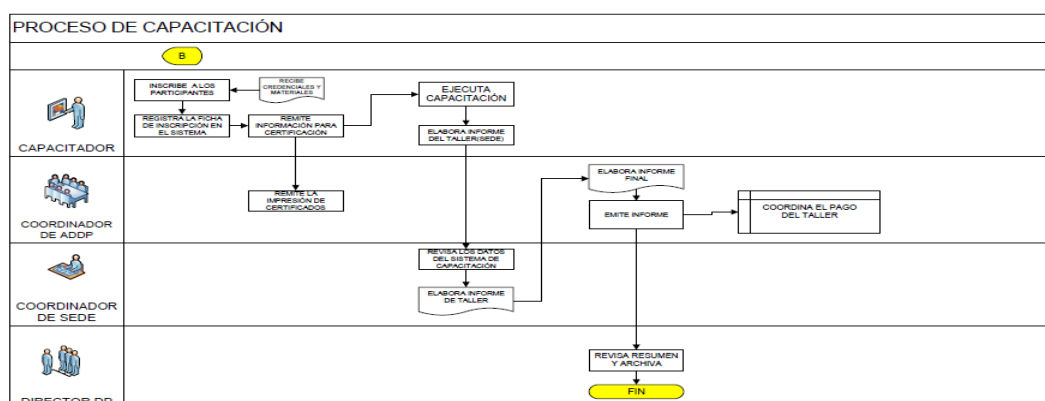 PROCESO DE CAPACITACIÓN
B
CAPACITADOR
INSCRIBE A LOS
PARTICIPANTES
RECIBE
CREDENCIALES Y
MATERIALES
REGISTRA LA FICHA
DE INSCRIPCIÓN EN
EL SISTEMA
REMITE
INFORMACIÓN PARA
CERTIFICACIÓN
EJECUTA
CAPACITACIÓN
ELABORA INFORME
DEL TALLER(SEDE)
COORDINADOR
DE ADDP
REMITE LA
IMPRESIÓN DE
CERTIFICADOS
ELABORA INFORME
FINAL
EMITE INFORME
COORDINA EL PAGO
DEL TALLER
COORDINADOR
DE SEDE
REVISA LOS DATOS
DEL SISTEMA DE
CAPACITACIÓN
ELABORA INFORME
DE TALLER
DIRECTOR DP
REVISA RESUMEN
Y ARCHIVA
FIN